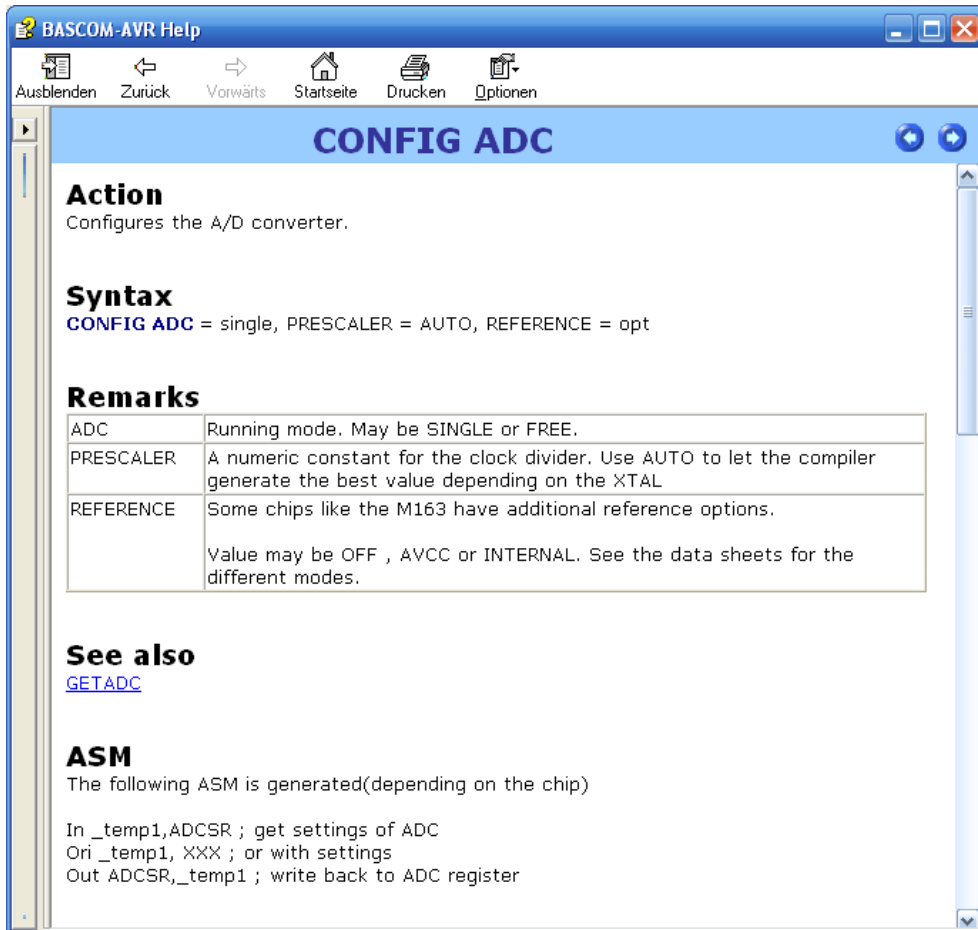 BASCOM-AVR Help
Ausblenden Zurück Vorwärts Startseite Drucken Optionen
CONFIG ADC
Action
Configures the A/D converter.
Syntax
CONFIG ADC = single, PRESCALER = AUTO, REFERENCE = opt
Remarks
ADC Running mode. May be SINGLE or FREE.
PRESCALER A numeric constant for the clock divider. Use AUTO to let the compiler
generate the best value depending on the XTAL
REFERENCE Some chips like the M163 have additional reference options.
Value may be OFF , AVCC or INTERNAL. See the data sheets for the
different modes.
See also
GETADC
ASM
The following ASM is generated(depending on the chip)
In _temp1,ADCSR ; get settings of ADC
Ori _temp1, XXX ; or with settings
Out ADCSR,_temp1 ; write back to ADC register